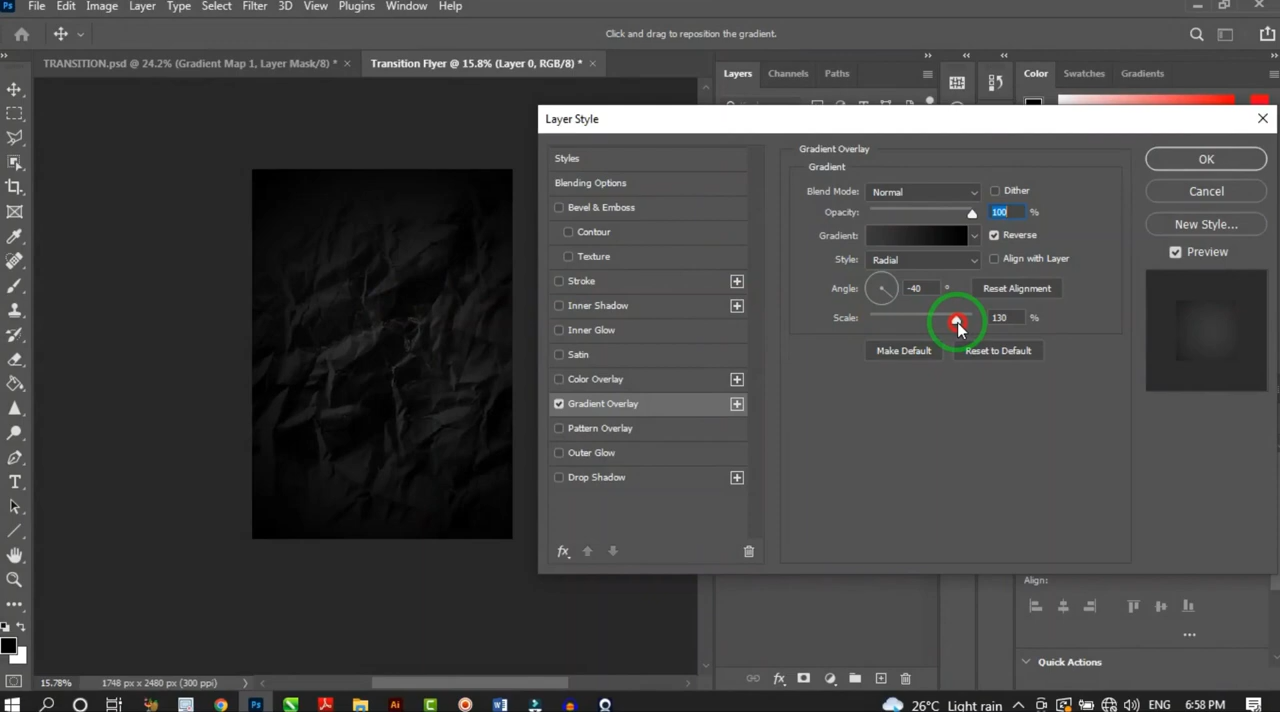 Ps File Edit Image Layer Type Select Filter 3D View Plugins Window Help
Click and drag to reposition the gradient.
TRANSITION.psd @ 24.2% (Gradient Map 1, Layer Mask/8) * × Transition Flyer @ 15.8% (Layer 0, RGB/8) * ×
Layers Channels Paths Color Swatches Gradients
Layer Style
Styles
Blending Options
Bevel & Emboss
Contour
Texture
Stroke
Inner Shadow
Inner Glow
Satin
Color Overlay
Gradient Overlay
Pattern Overlay
Outer Glow
Drop Shadow
fx
Gradient Overlay
Gradient
Blend Mode: Normal Dither
Opacity: 100 %
Gradient: Reverse
Style: Radial Align with Layer
Angle: -40 ° Reset Alignment
Scale: 130 %
Make Default Reset to Default
OK
Cancel
New Style...
Preview
Align:
Quick Actions
15.78% 1748 px x 2480 px (300 ppi)
fx
26°C Light rain ENG 6:58 PM